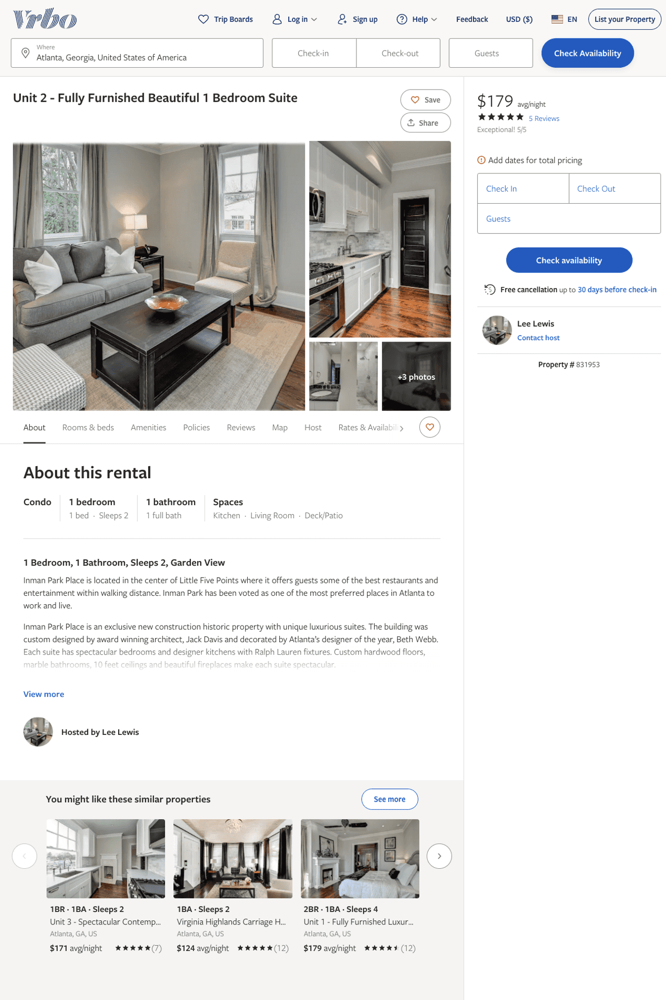 Vrbo
Trip Boards
Log in
Sign up
Help
Feedback
USD ($)
EN
List your Property
Where
Atlanta, Georgia, United States of America
Check-in
Check-out
Guests
Check Availability
Unit 2 - Fully Furnished Beautiful 1 Bedroom Suite
Save
Share
+3 photos
$179 avg/night
5 Reviews
Exceptional! 5/5
Add dates for total pricing
Check In
Check Out
Guests
Check availability
Free cancellation up to 30 days before check-in
Lee Lewis
Contact host
Property # 831953
About
Rooms & beds
Amenities
Policies
Reviews
Map
Host
Rates & Availabili
About this rental
Condo
1 bedroom
1 bed · Sleeps 2
1 bathroom
1 full bath
Spaces
Kitchen · Living Room · Deck/Patio
1 Bedroom, 1 Bathroom, Sleeps 2, Garden View
Inman Park Place is located in the center of Little Five Points where it offers guests some of the best restaurants and
entertainment within walking distance. Inman Park has been voted as one of the most preferred places in Atlanta to
work and live.
Inman Park Place is an exclusive new construction historic property with unique luxurious suites. The building was
custom designed by award winning architect, Jack Davis and decorated by Atlanta's designer of the year, Beth Webb.
Each suite has spectacular bedrooms and designer kitchens with Ralph Lauren fixtures. Custom hardwood floors,
marble bathrooms, 10 feet ceilings and beautiful fireplaces make each suite spectacular.
View more
Hosted by Lee Lewis
You might like these similar properties
See more
1BR · 1BA · Sleeps 2
Unit 3 - Spectacular Contemp...
Atlanta, GA, US
$171 avg/night
(7)
1BA · Sleeps 2
Virginia Highlands Carriage H...
Atlanta, GA, US
$124 avg/night
(12)
2BR · 1BA · Sleeps 4
Unit 1 - Fully Furnished Luxur...
Atlanta, GA, US
$179 avg/night
(12)